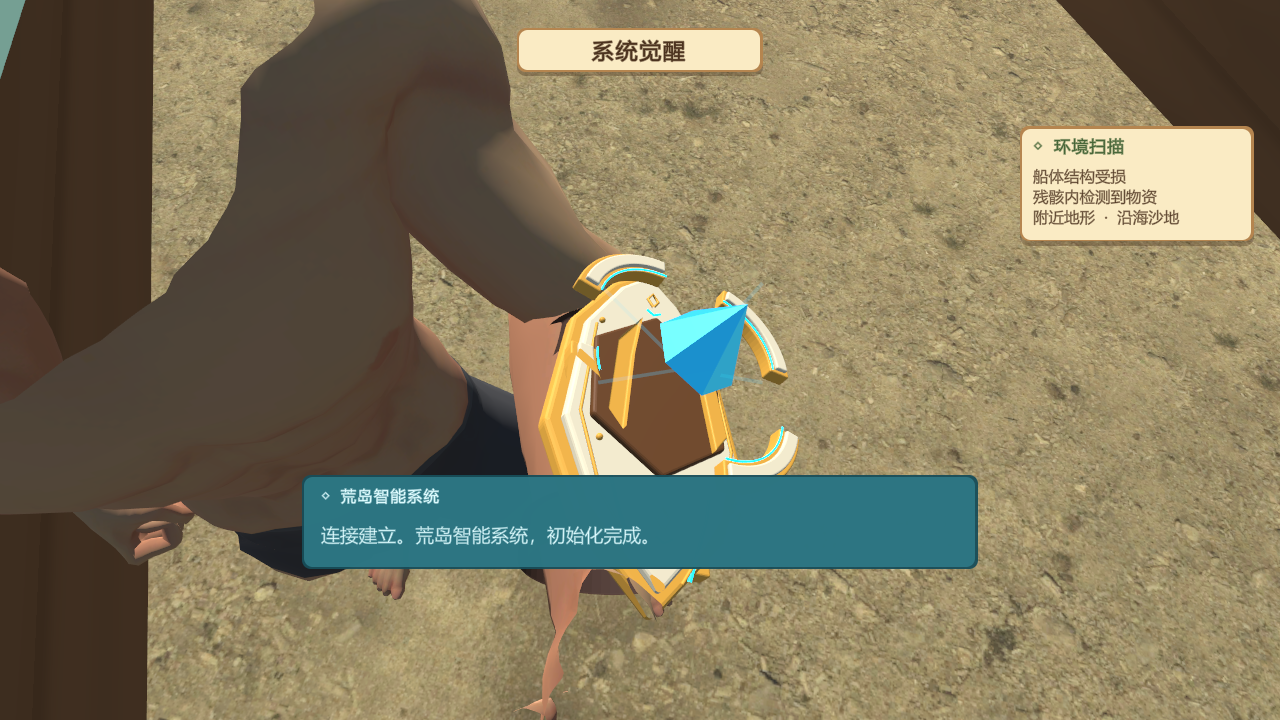 系统觉醒
环境扫描
船体结构受损
残骸内检测到物资
附近地形 · 沿海沙地
荒岛智能系统
连接建立。荒岛智能系统，初始化完成。